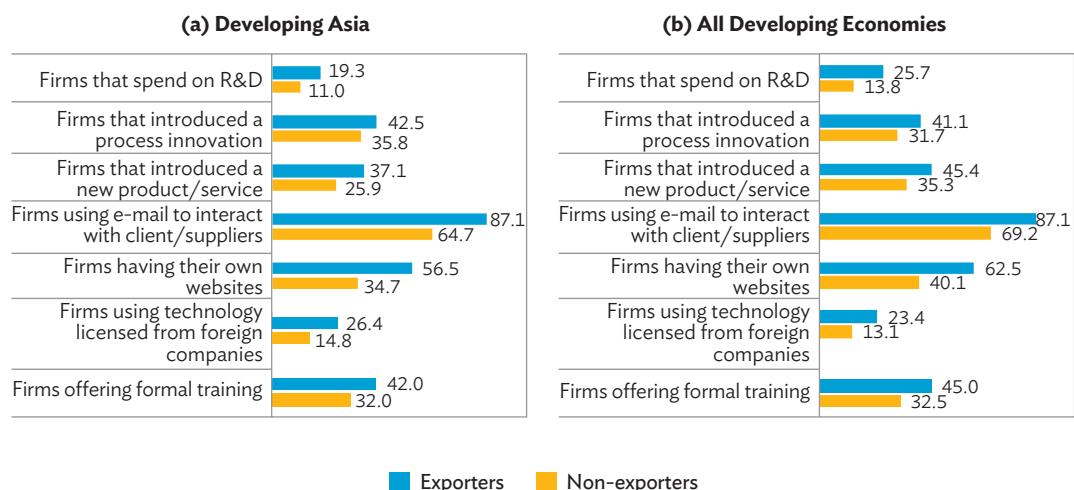 (a) Developing Asia
Firms that spend on R&D
19.3
11.0
Firms that introduced a
process innovation
42.5
35.8
Firms that introduced a
new product/service
37.1
25.9
Firms using e-mail to interact
with client/suppliers
87.1
64.7
Firms having their own
websites
56.5
34.7
Firms using technology
licensed from foreign
companies
26.4
14.8
Firms offering formal training
42.0
32.0
(b) All Developing Economies
Firms that spend on R&D
25.7
13.8
Firms that introduced a
process innovation
41.1
31.7
Firms that introduced a
new product/service
45.4
35.3
Firms using e-mail to interact
with client/suppliers
87.1
69.2
Firms having their own
websites
62.5
40.1
Firms using technology
licensed from foreign
companies
23.4
13.1
Firms offering formal training
45.0
32.5
Exporters
Non-exporters